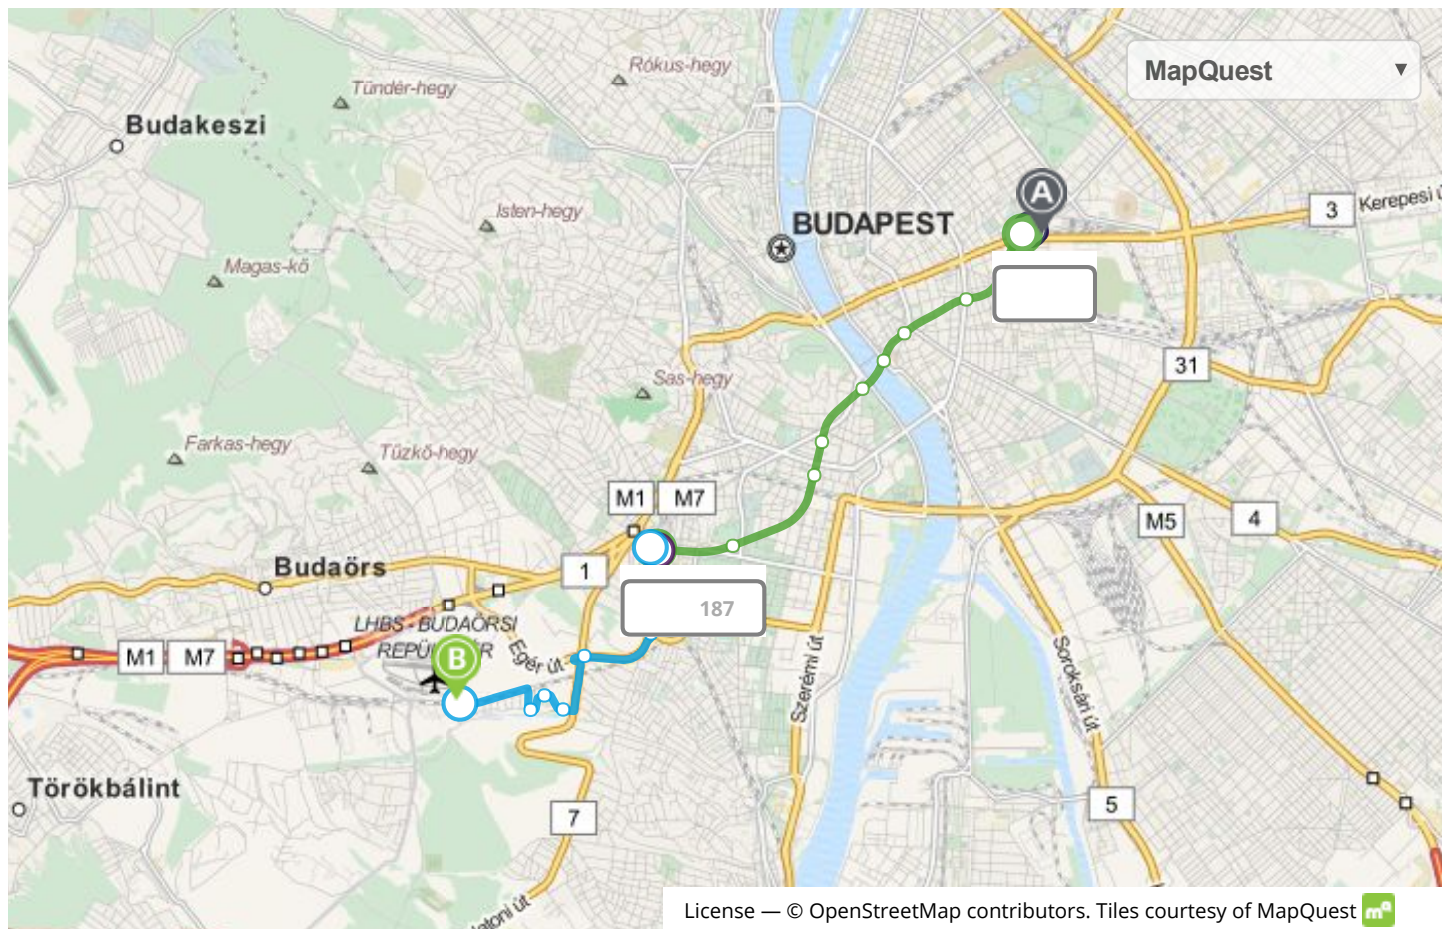 MapQuest ▼
Rókus-hegy
Tündér-hegy
Budakeszi
A
Isten-hegy
3
Kerepesi ú
BUDAPEST
Magas-kő
31
Sas-hegy
Farkas-hegy
Tűzkő-hegy
M1
M7
M5
4
Budaörs
1
187
LHBS - BUDAÖRSI
B
M1
M7
Egér út
Szerémi út
Soroksári út
Törökbálint
7
5
License — © OpenStreetMap contributors. Tiles courtesy of MapQuest